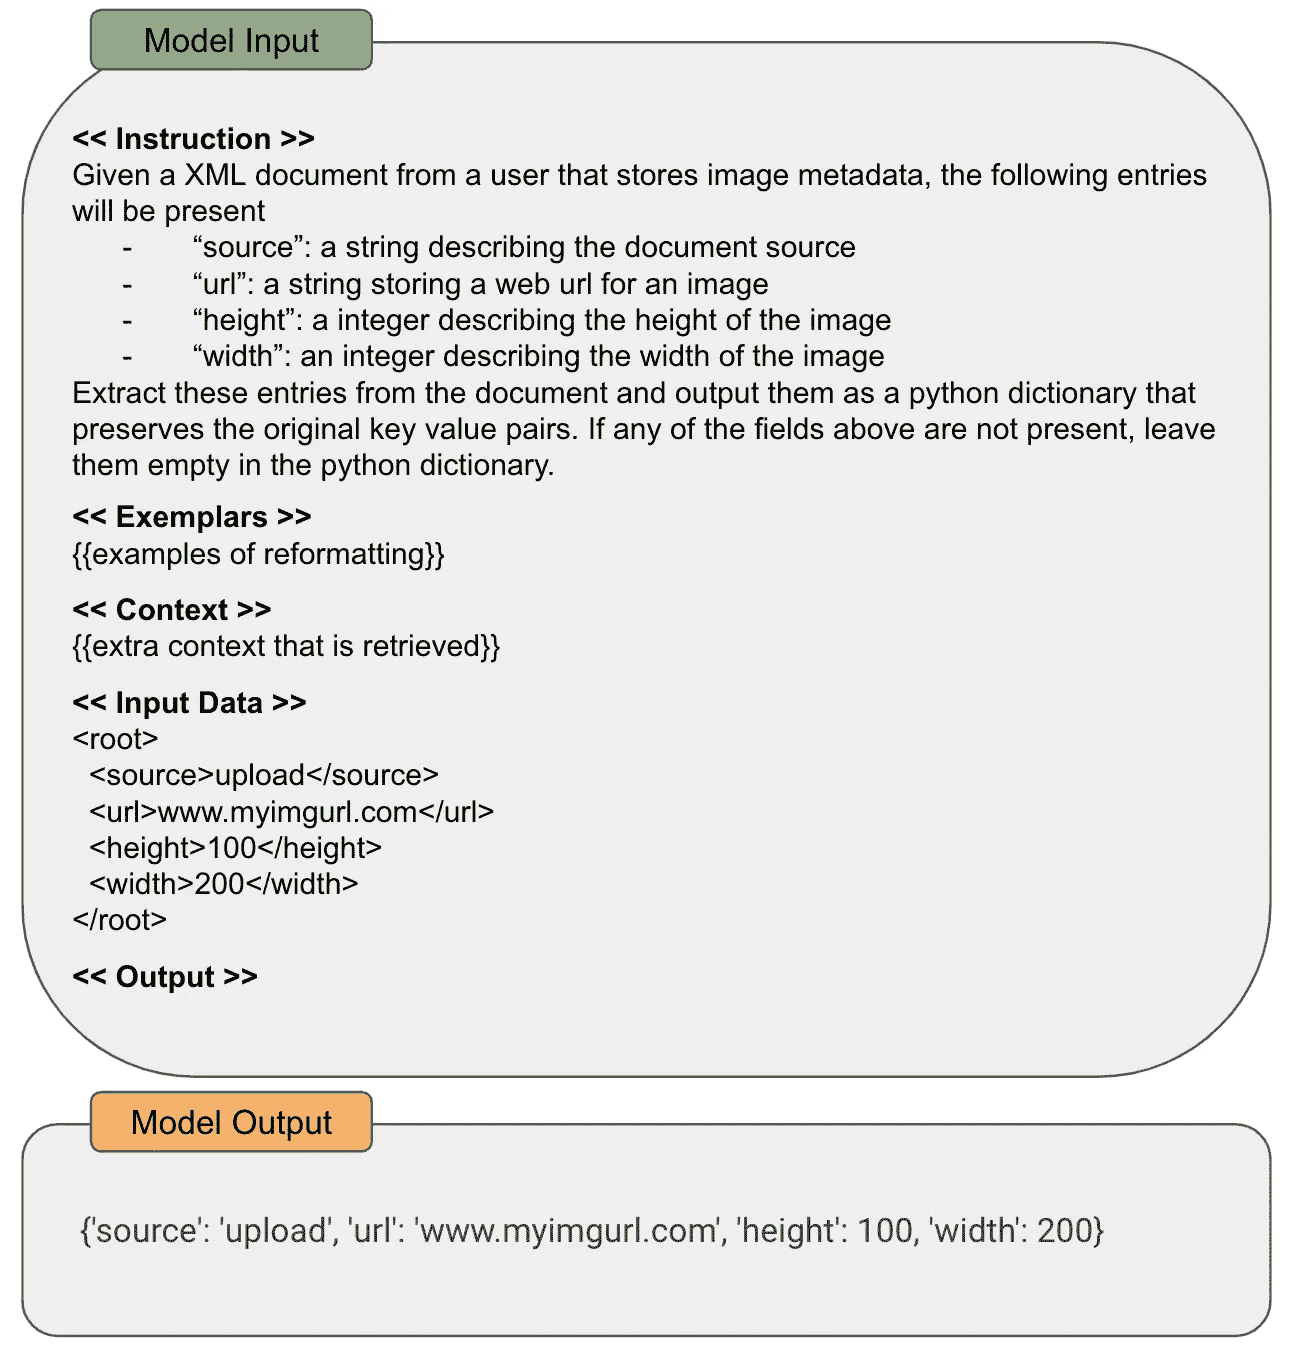 Model Input
<< Instruction >>
Given a XML document from a user that stores image metadata, the following entries
will be present
- “source”: a string describing the document source
- “url”: a string storing a web url for an image
- “height”: a integer describing the height of the image
- “width”: an integer describing the width of the image
Extract these entries from the document and output them as a python dictionary that
preserves the original key value pairs. If any of the fields above are not present, leave
them empty in the python dictionary.
<< Exemplars >>
{{examples of reformatting}}
<< Context >>
{{extra context that is retrieved}}
<< Input Data >>
<root>
<source>upload</source>
<url>www.myimgurl.com</url>
<height>100</height>
<width>200</width>
</root>
<< Output >>
Model Output
{'source': 'upload', 'url': 'www.myimgurl.com', 'height': 100, 'width': 200}